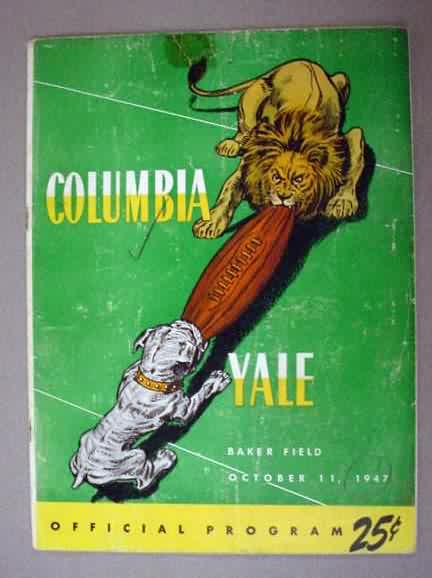 COLUMBIA
YALE
BAKER FIELD
OCTOBER 11, 1947
OFFICIAL PROGRAM 25¢